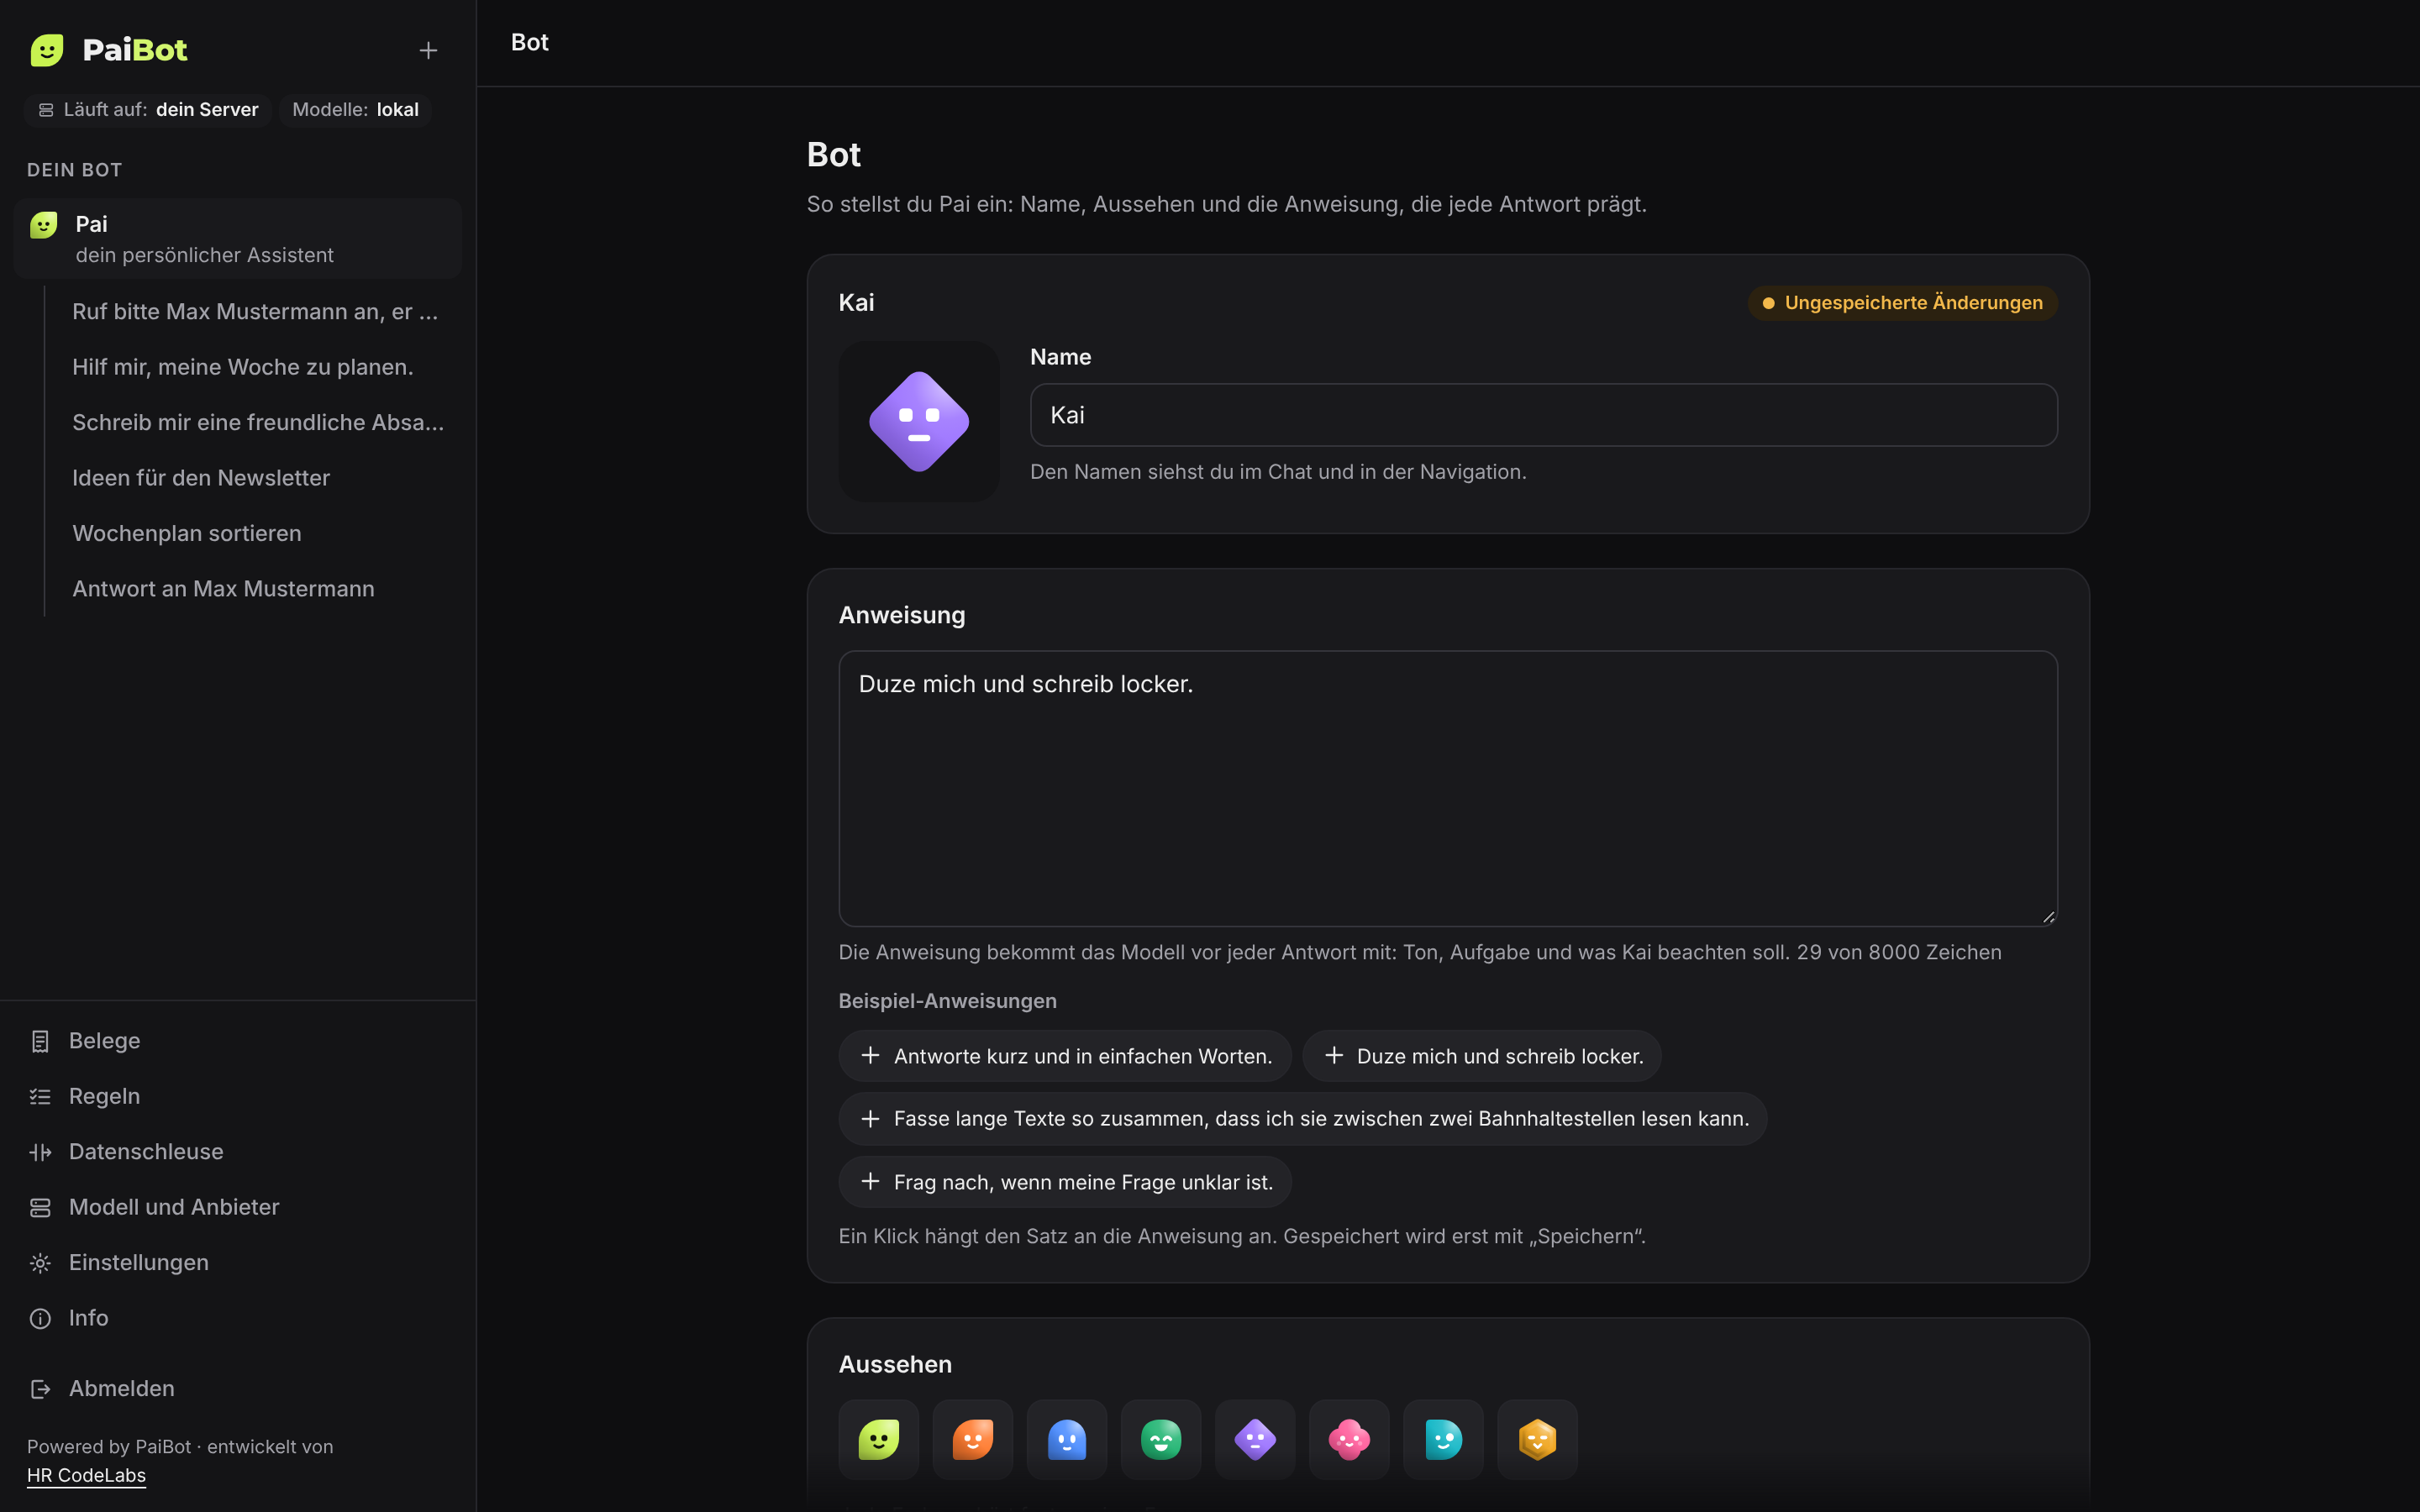 PaiBot
Läuft auf: dein Server
Modelle: lokal
DEIN BOT
Pai
dein persönlicher Assistent
Ruf bitte Max Mustermann an, er ...
Hilf mir, meine Woche zu planen.
Schreib mir eine freundliche Absa...
Ideen für den Newsletter
Wochenplan sortieren
Antwort an Max Mustermann
Belege
Regeln
Datenschleuse
Modell und Anbieter
Einstellungen
Info
Abmelden
Powered by PaiBot · entwickelt von
HR CodeLabs
Bot
Bot
So stellst du Pai ein: Name, Aussehen und die Anweisung, die jede Antwort prägt.
Kai
Ungespeicherte Änderungen
Name
Kai
Den Namen siehst du im Chat und in der Navigation.
Anweisung
Duze mich und schreib locker.
Die Anweisung bekommt das Modell vor jeder Antwort mit: Ton, Aufgabe und was Kai beachten soll. 29 von 8000 Zeichen
Beispiel-Anweisungen
Antworte kurz und in einfachen Worten.
Duze mich und schreib locker.
Fasse lange Texte so zusammen, dass ich sie zwischen zwei Bahnhaltestellen lesen kann.
Frag nach, wenn meine Frage unklar ist.
Ein Klick hängt den Satz an die Anweisung an. Gespeichert wird erst mit „Speichern“.
Aussehen